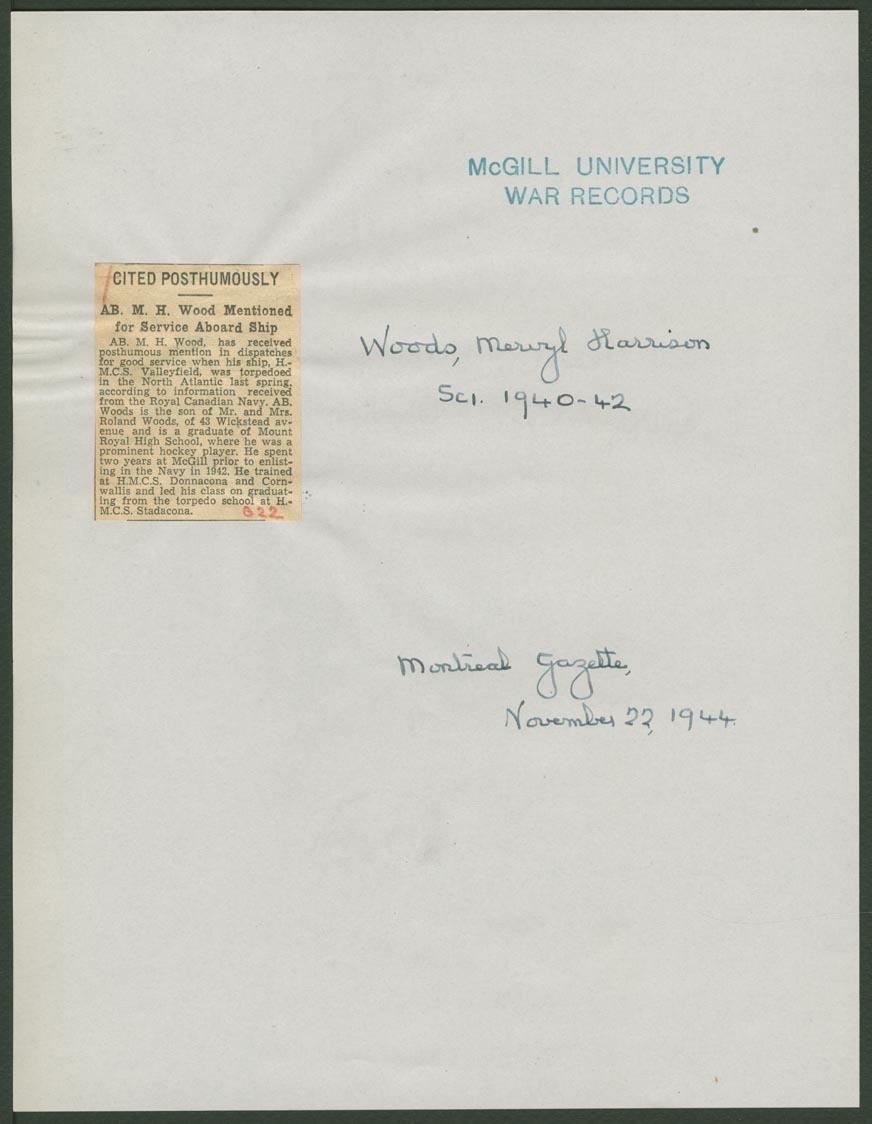 McGILL UNIVERSITY
WAR RECORDS
CITED POSTHUMOUSLY
AB. M. H. Wood Mentioned
for Service Aboard Ship
AB. M. H. Wood, has received
posthumous mention in dispatches
for good service when his ship, H.-
M.C.S. Valleyfield, was torpedoed
in the North Atlantic last spring,
according to information received
from the Royal Canadian Navy. AB.
Woods is the son of Mr. and Mrs.
Roland Woods, of 43 Wickstead av-
enue and is a graduate of Mount
Royal High School, where he was a
prominent hockey player. He spent
two years at McGill prior to enlist-
ing in the Navy in 1942. He trained
at H.M.C.S. Donnacona and Corn-
wallis and led his class on graduat-
ing from the torpedo school at H.-
M.C.S. Stadacona.
G22
Woods, Mervyl Harrison
Sci. 1940-42
Montreal Gazette,
November 22, 1944.